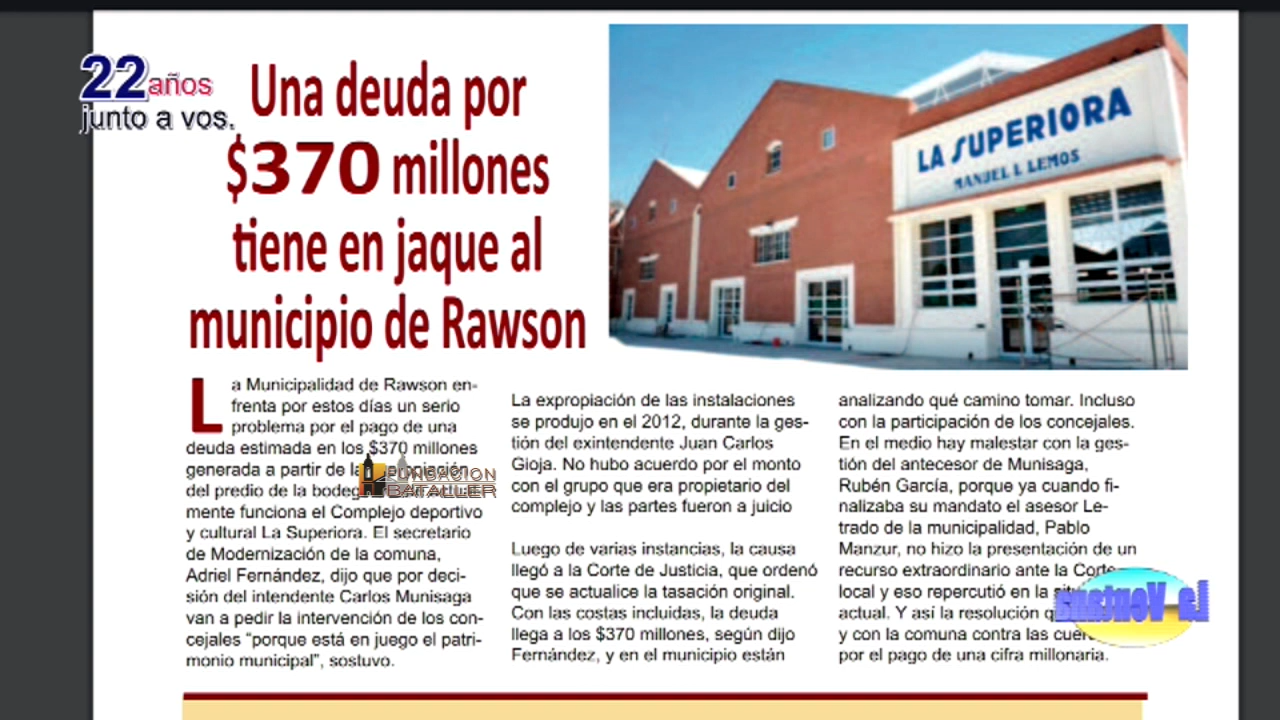 22 años
junto a vos.
Una deuda por
$370 millones
tiene en jaque al
municipio de Rawson
LA SUPERIORA
MANUEL L LEMOS
La Municipalidad de Rawson en-
frenta por estos días un serio
problema por el pago de una
deuda estimada en los $370 millones
generada a partir de la
del predio de la
mente funciona el Complejo deportivo
y cultural La Superiora. El secretario
de Modernización de la comuna,
Adriel Fernández, dijo que por deci-
sión del intendente Carlos Munisaga
van a pedir la intervención de los con-
cejales “porque está en juego el patri-
monio municipal”, sostuvo.
FUNDACION
BATALLER
La expropiación de las instalaciones
se produjo en el 2012, durante la ges-
tión del exintendente Juan Carlos
Gioja. No hubo acuerdo por el monto
con el grupo que era propietario del
complejo y las partes fueron a juicio
Luego de varias instancias, la causa
llegó a la Corte de Justicia, que ordenó
que se actualice la tasación original.
Con las costas incluidas, la deuda
llega a los $370 millones, según dijo
Fernández, y en el municipio están
analizando qué camino tomar. Incluso
con la participación de los concejales.
En el medio hay malestar con la ges-
tión del antecesor de Munisaga,
Rubén García, porque ya cuando fi-
nalizaba su mandato el asesor Le-
trado de la municipalidad, Pablo
Manzur, no hizo la presentación de un
recurso extraordinario ante la Corte
local y eso repercutió en la
actual. Y así la resolución
y con la comuna contra las
por el pago de una cifra millonaria.
La Ventana